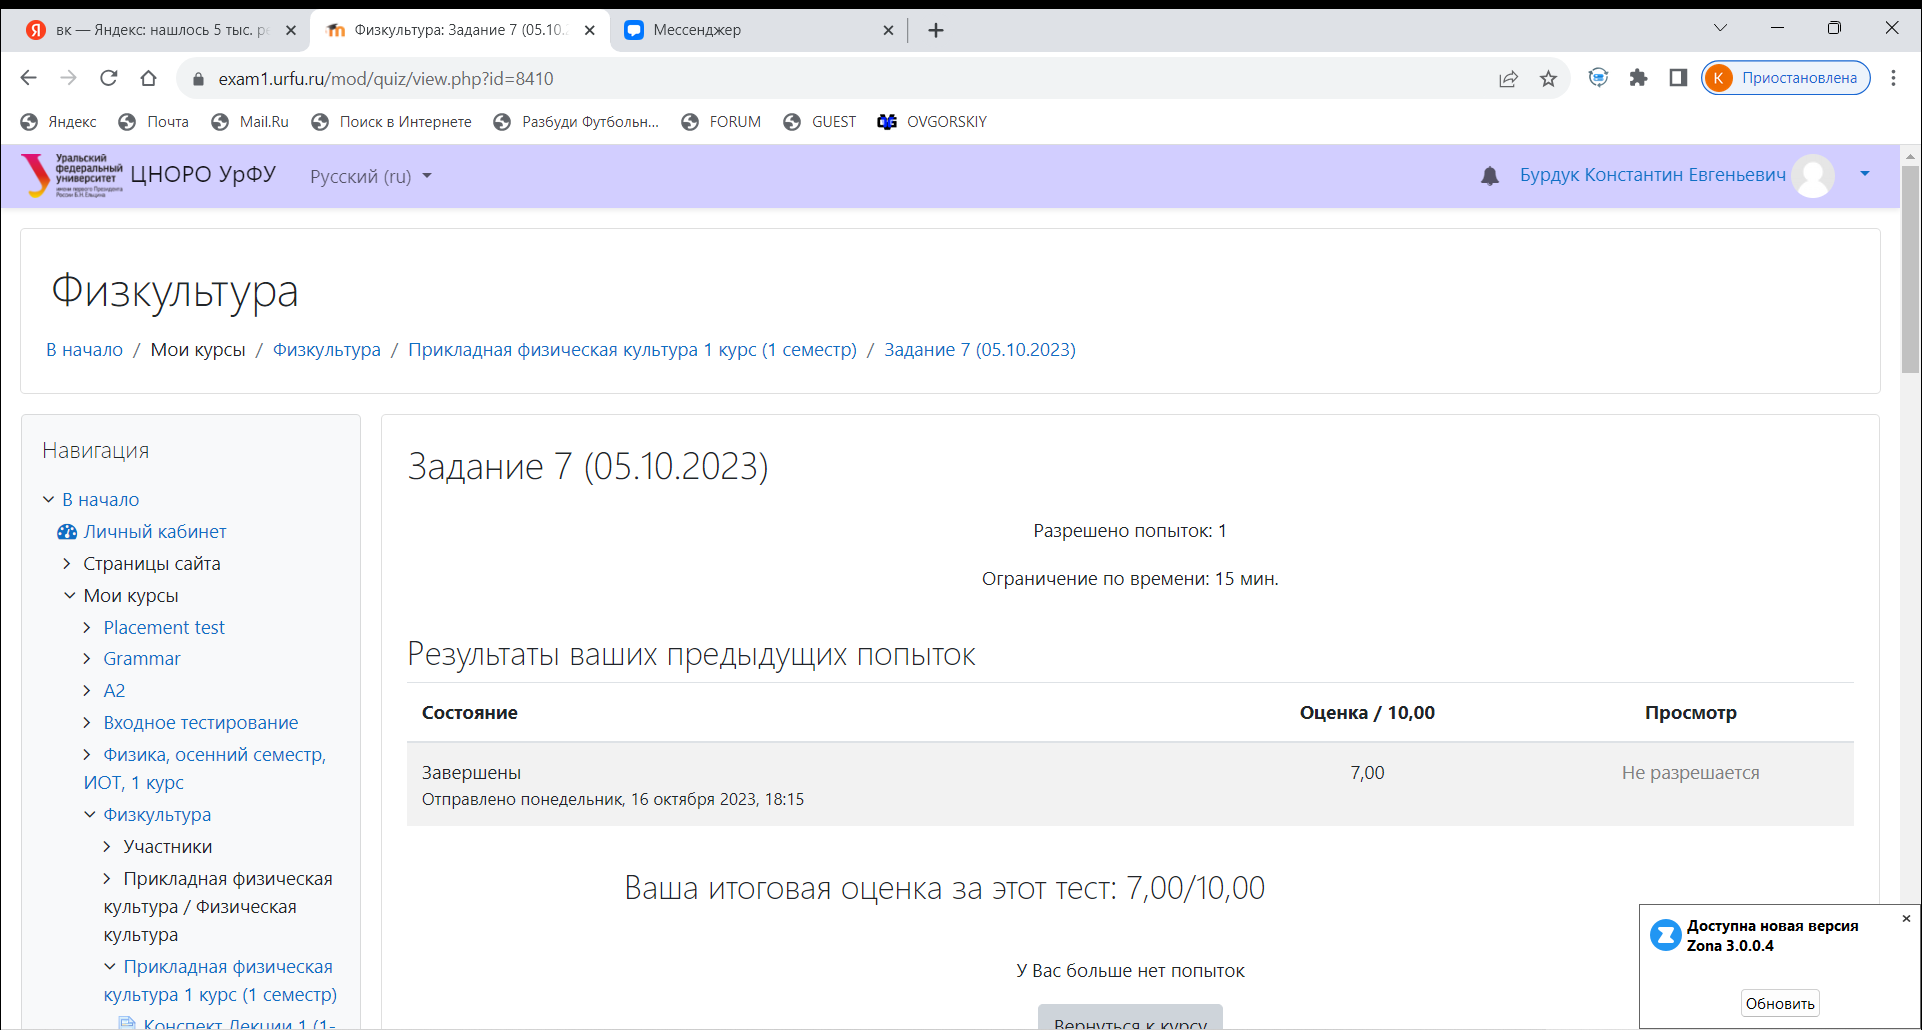 вк — Яндекс: нашлось 5 тыс. ре
Физкультура: Задание 7 (05.10.
Мессенджер
exam1.urfu.ru/mod/quiz/view.php?id=8410
К Приостановлена
Яндекс Почта Mail.Ru Поиск в Интернете Разбуди Футбольн... FORUM GUEST OVGORSKIY
Уральский
федеральный
университет
имени первого Президента
России Б.Н. Ельцина
ЦНОРО УрФУ Русский (ru) Бурдук Константин Евгеньевич
Физкультура
В начало / Мои курсы / Физкультура / Прикладная физическая культура 1 курс (1 семестр) / Задание 7 (05.10.2023)
Навигация
В начало
Личный кабинет
Страницы сайта
Мои курсы
Placement test
Grammar
A2
Входное тестирование
Физика, осенний семестр,
ИОТ, 1 курс
Физкультура
Участники
Прикладная физическая
культура / Физическая
культура
Прикладная физическая
культура 1 курс (1 семестр)
Конспект Лекции 1 (1-
Задание 7 (05.10.2023)
Разрешено попыток: 1
Ограничение по времени: 15 мин.
Результаты ваших предыдущих попыток
Состояние Оценка / 10,00 Просмотр
Завершены 7,00 Не разрешается
Отправлено понедельник, 16 октября 2023, 18:15
Ваша итоговая оценка за этот тест: 7,00/10,00
У Вас больше нет попыток
Вернуться к курсу
Доступна новая версия
Zona 3.0.0.4
Обновить